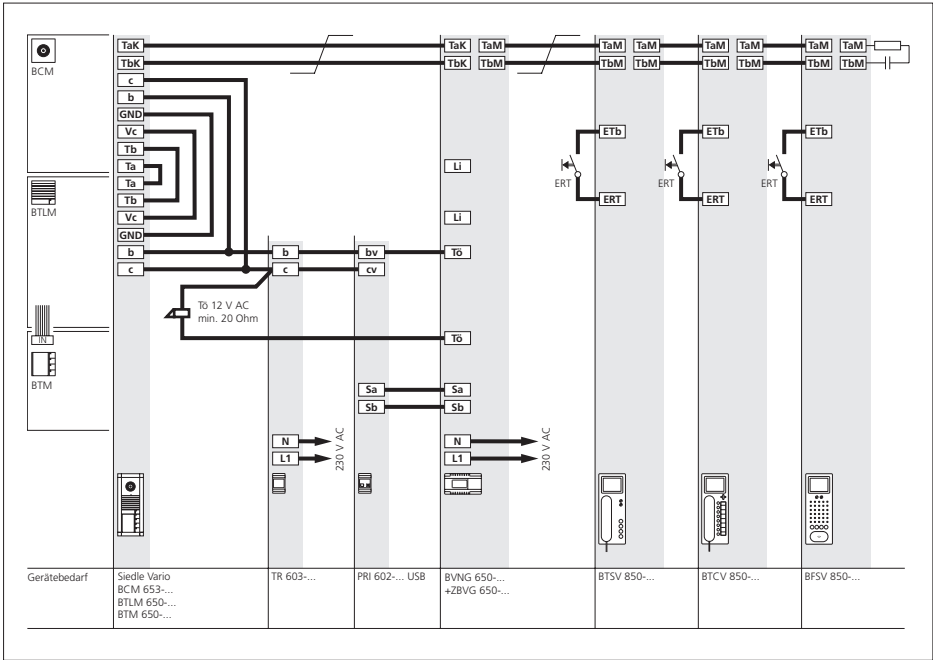 BCM
BTLM
IN
BTM
TaK TaK TaM TaM TaM TaM TaM TaM TaM
TbK TbK TbM TbM TbM TbM TbM TbM TbM
c
b
GND
Vc
Tb
Ta
Ta
Tb
Vc
GND
b b bv Tö
c c cv
Li
Li
ETb ETb ETb
ERT ERT ERT
ERT ERT ERT
Tö 12 V AC
min. 20 Ohm
Tö
Sa Sa
Sb Sb
N N
L1 L1
230 V AC
230 V AC
Gerätebedarf
Siedle Vario
BCM 653-...
BTLM 650-...
BTM 650-...
TR 603-...
PRI 602-... USB
BVNG 650-...
+ZBVG 650-...
BTSV 850-...
BTCV 850-...
BFSV 850-...